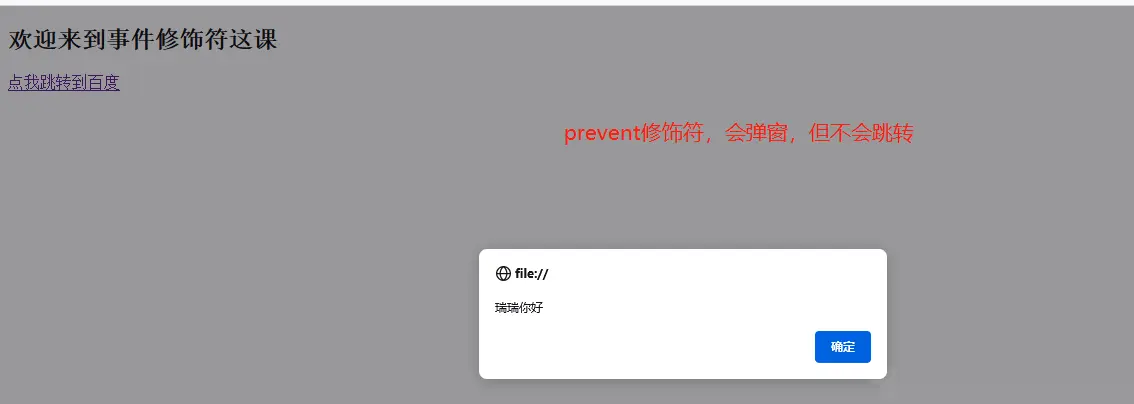 欢迎来到事件修饰符这课
点我跳转到百度
prevent修饰符，会弹窗，但不会跳转
file://
瑞瑞你好
确定